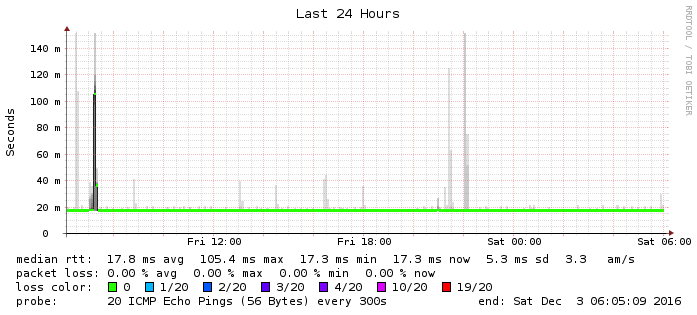 Last 24 Hours
RRDTOOL / TOBI OETIKER
Seconds
140 m
120 m
100 m
80 m
60 m
40 m
20 m
0
Fri 12:00 Fri 18:00 Sat 00:00 Sat 06:00
median rtt: 17.8 ms avg 105.4 ms max 17.3 ms min 17.3 ms now 5.3 ms sd 3.3 am/s
packet loss: 0.00 % avg 0.00 % max 0.00 % min 0.00 % now
loss color: 0 1/20 2/20 3/20 4/20 10/20 19/20
probe: 20 ICMP Echo Pings (56 Bytes) every 300s end: Sat Dec 3 06:05:09 2016